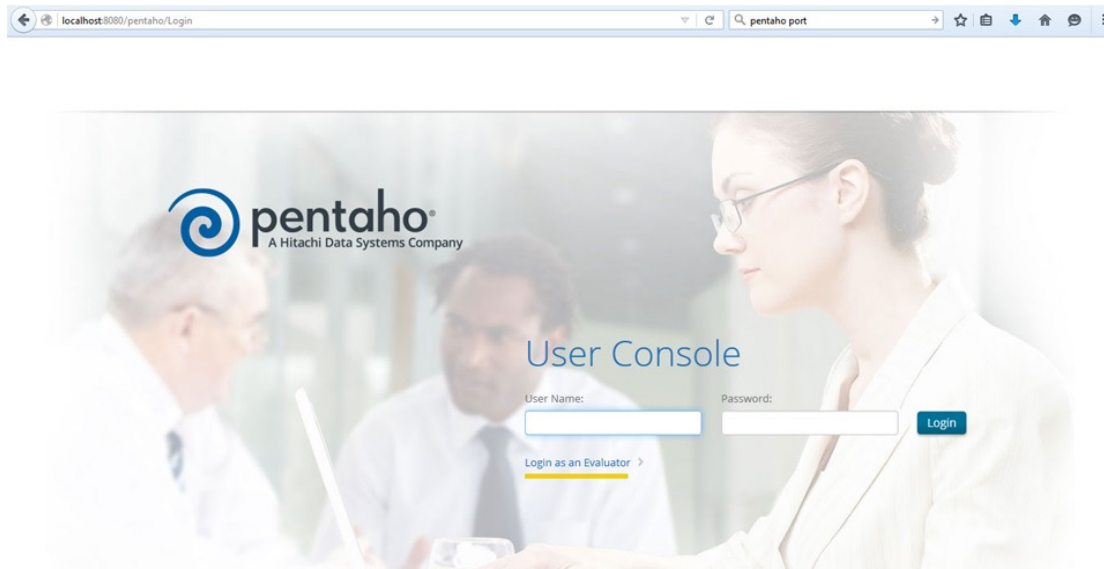 localhost:8080/pentaho/Login
pentaho port
pentaho®
A Hitachi Data Systems Company
User Console
User Name:
Password:
Login
Login as an Evaluator >